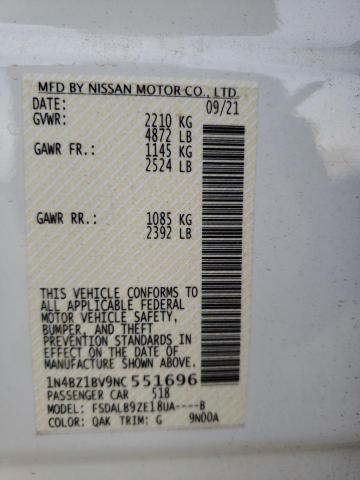 MFD BY NISSAN MOTOR CO., LTD.
DATE: 09/21
GVWR: 2210 KG
4872 LB
GAWR FR.: 1145 KG
2524 LB
GAWR RR.: 1085 KG
2392 LB
THIS VEHICLE CONFORMS TO
ALL APPLICABLE FEDERAL
MOTOR VEHICLE SAFETY,
BUMPER, AND THEFT
PREVENTION STANDARDS IN
EFFECT ON THE DATE OF
MANUFACTURE SHOWN ABOVE.
1N4BZ1BV9NC551696
PASSENGER CAR 518
MODEL: FSDALB9ZE18UA----B
COLOR: QAK TRIM: G 9N00A